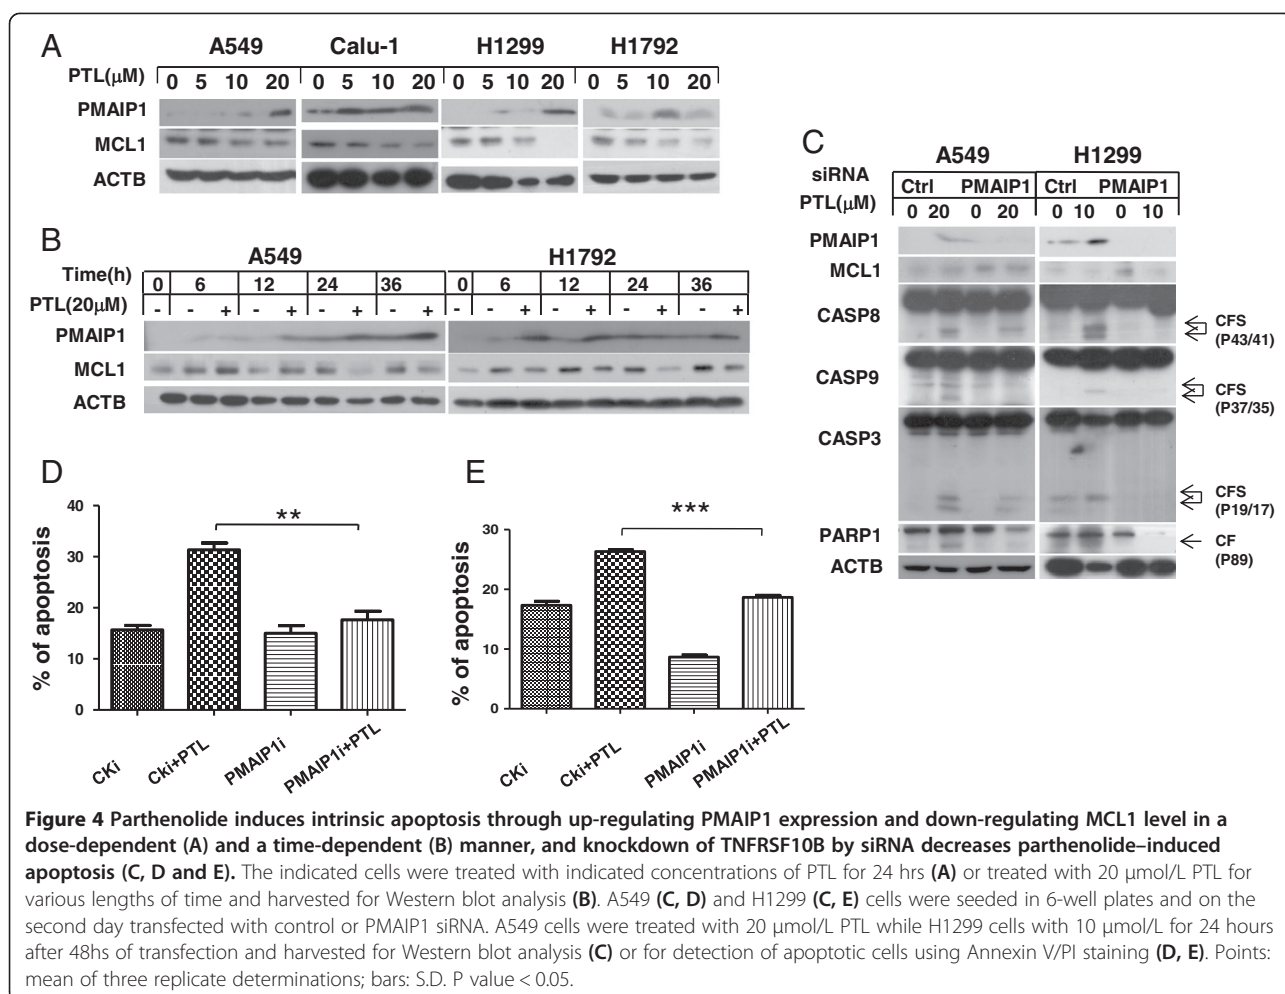 A
A549 Calu-1 H1299 H1792
PTL(μM) 0 5 10 20 0 5 10 20 0 5 10 20 0 5 10 20
PMAIP1
MCL1
ACTB
B
A549 H1792
Time(h) 0 6 12 24 36 0 6 12 24 36
PTL(20μM) - - + - + - + - + - - + - + - + - +
PMAIP1
MCL1
ACTB
C
A549 H1299
siRNA Ctrl PMAIP1 Ctrl PMAIP1
PTL(μM) 0 20 0 20 0 10 0 10
PMAIP1
MCL1
CASP8
CFS
(P43/41)
CASP9
CFS
(P37/35)
CASP3
CFS
(P19/17)
PARP1
CF
(P89)
ACTB
D
% of apoptosis
40
30
20
10
0
**
CKi Cki+PTL PMAIP1i PMAIP1i+PTL
E
% of apoptosis
30
20
10
0
***
CKi Cki+PTL PMAIP1i PMAIP1i+PTL
Figure 4 Parthenolide induces intrinsic apoptosis through up-regulating PMAIP1 expression and down-regulating MCL1 level in a
dose-dependent (A) and a time-dependent (B) manner, and knockdown of TNFRSF10B by siRNA decreases parthenolide–induced
apoptosis (C, D and E). The indicated cells were treated with indicated concentrations of PTL for 24 hrs (A) or treated with 20 μmol/L PTL for
various lengths of time and harvested for Western blot analysis (B). A549 (C, D) and H1299 (C, E) cells were seeded in 6-well plates and on the
second day transfected with control or PMAIP1 siRNA. A549 cells were treated with 20 μmol/L PTL while H1299 cells with 10 μmol/L for 24 hours
after 48hs of transfection and harvested for Western blot analysis (C) or for detection of apoptotic cells using Annexin V/PI staining (D, E). Points:
mean of three replicate determinations; bars: S.D. P value < 0.05.